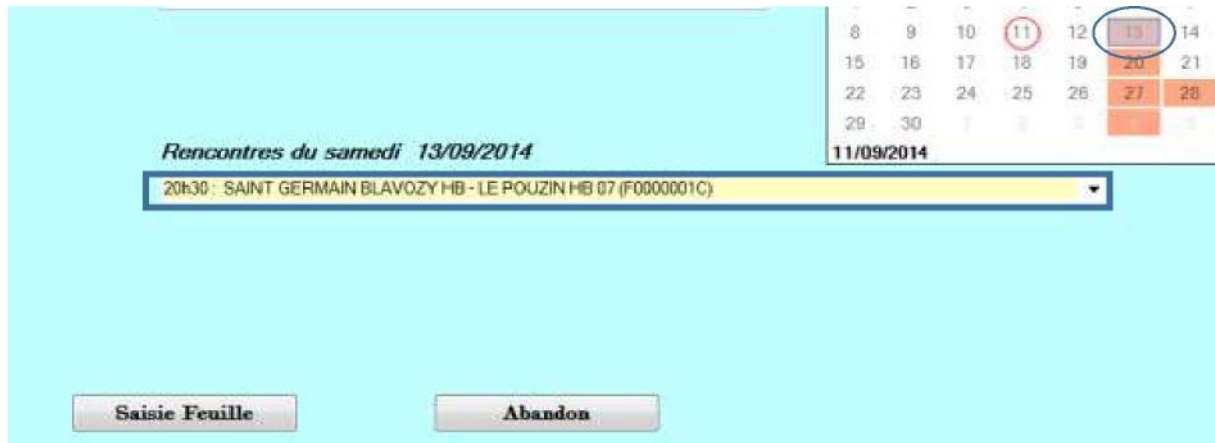 8 9 10 11 12 13 14
15 16 17 18 19 20 21
22 23 24 25 26 27 28
29 30
11/09/2014
Rencontres du samedi 13/09/2014
20h30 : SAINT GERMAIN BLAVOZY HB - LE POUZIN HB 07 (F0000001C)
Saisie Feuille Abandon